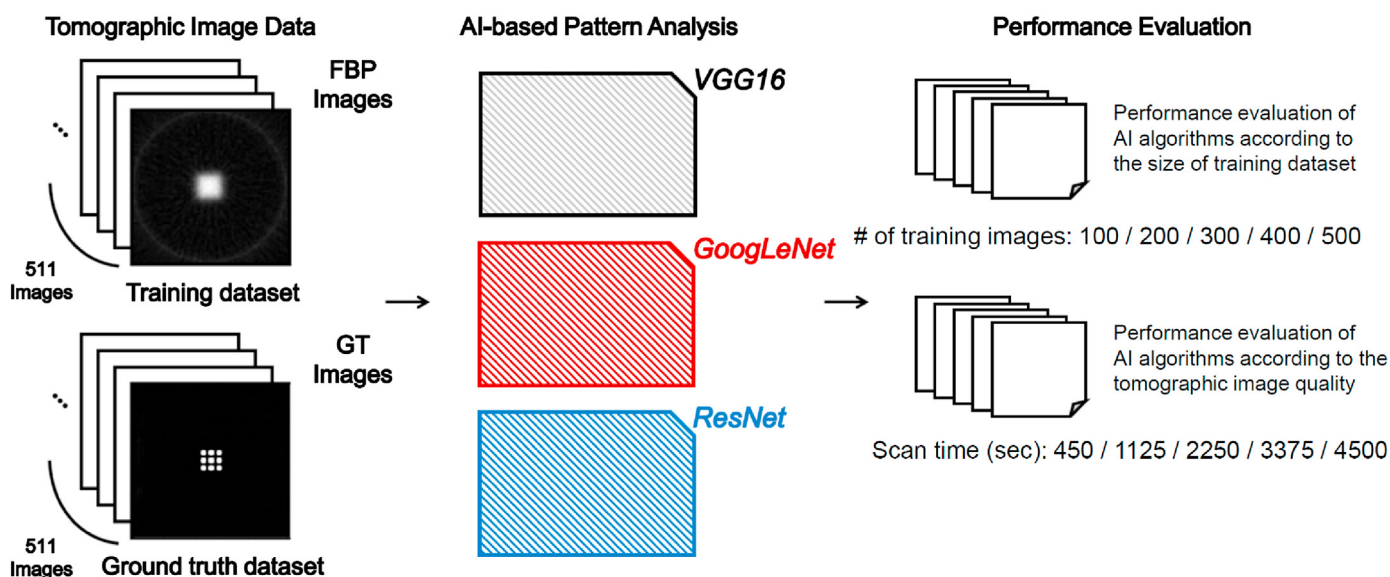 Tomographic Image Data
FBP
Images
511
Images
Training dataset
GT
Images
511
Images
Ground truth dataset
AI-based Pattern Analysis
VGG16
GoogLeNet
ResNet
Performance Evaluation
Performance evaluation of
AI algorithms according to
the size of training dataset
# of training images: 100 / 200 / 300 / 400 / 500
Performance evaluation of
AI algorithms according to the
tomographic image quality
Scan time (sec): 450 / 1125 / 2250 / 3375 / 4500